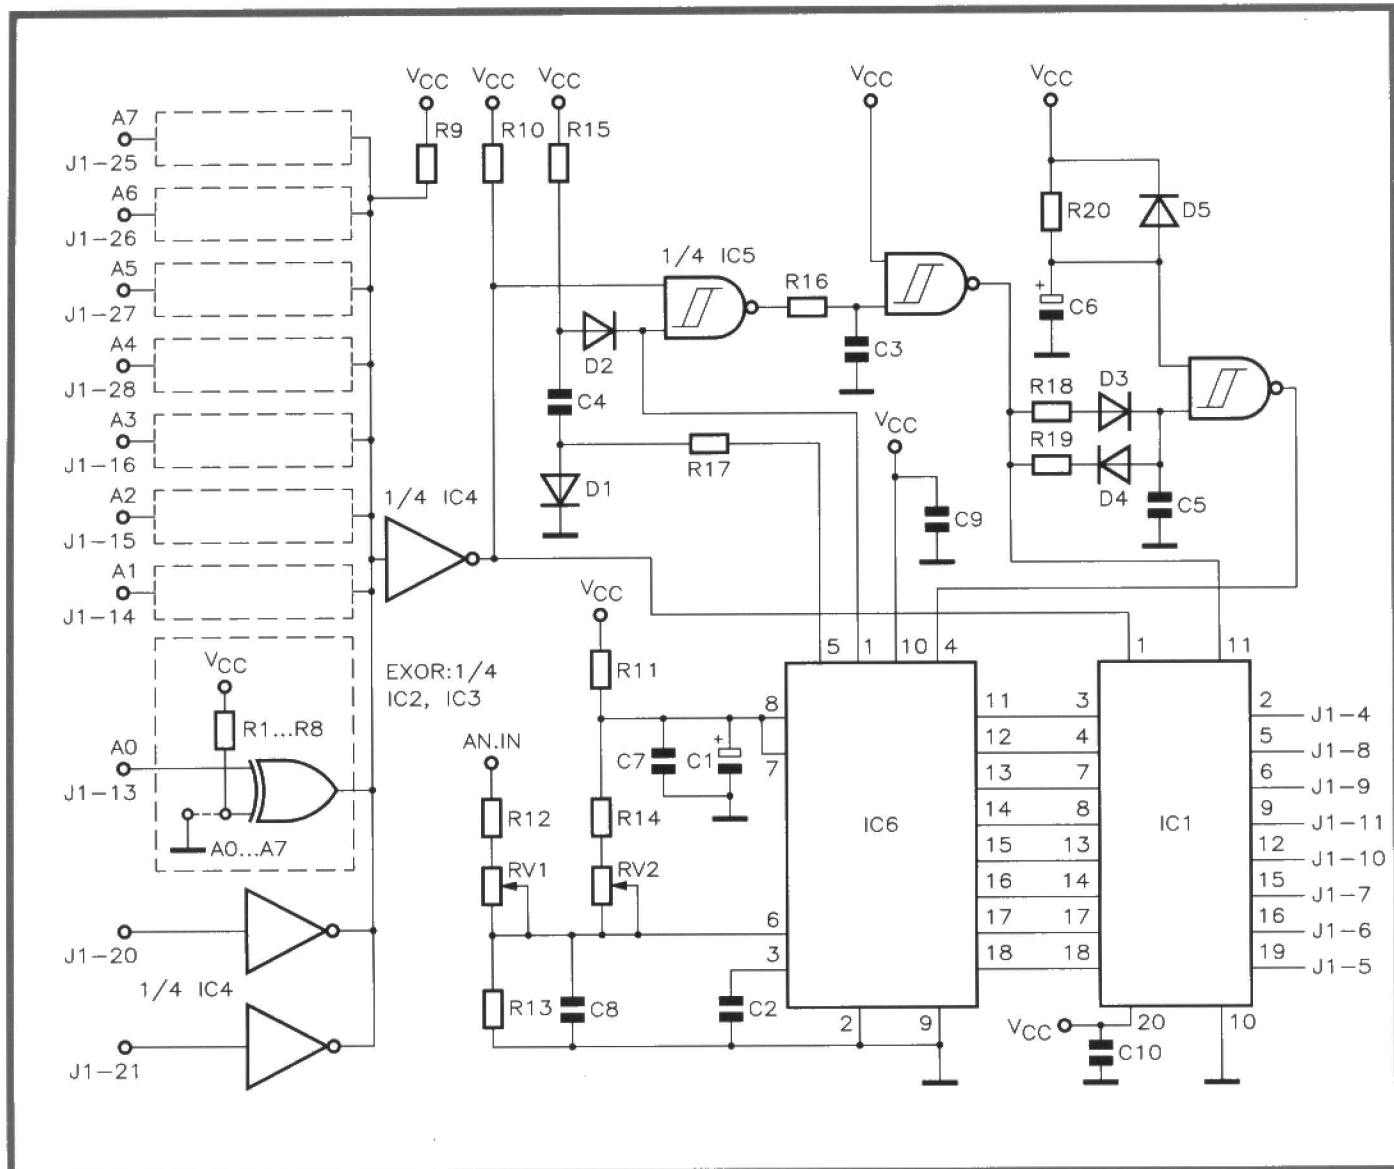 VCC VCC VCC VCC VCC
A7 R9 R10 R15
J1-25
A6
J1-26 R20 D5
A5 1/4 IC5
J1-27 R16 + C6
A4 D2 C3
J1-28 C4 R18 D3
A3 VCC R19
J1-16 R17 D4
A2 1/4 IC4 D1 C9 C5
J1-15
A1
J1-14 VCC
5 1 10 4 1 11
VCC EXOR:1/4 R11
IC2, IC3
R1...R8 8 11 3 2 J1-4
A0 AN.IN C7 C1 + 7 12 4 5 J1-8
J1-13 13 7 6 J1-9
R12 R14 IC6 14 8 IC1 9 J1-11
A0...A7 15 13 12 J1-10
RV1 RV2 16 14 15 J1-7
6 17 17 16 J1-6
J1-20 3 18 18 19 J1-5
1/4 IC4 R13 C8 C2 2 9 VCC 20 10
C10
J1-21